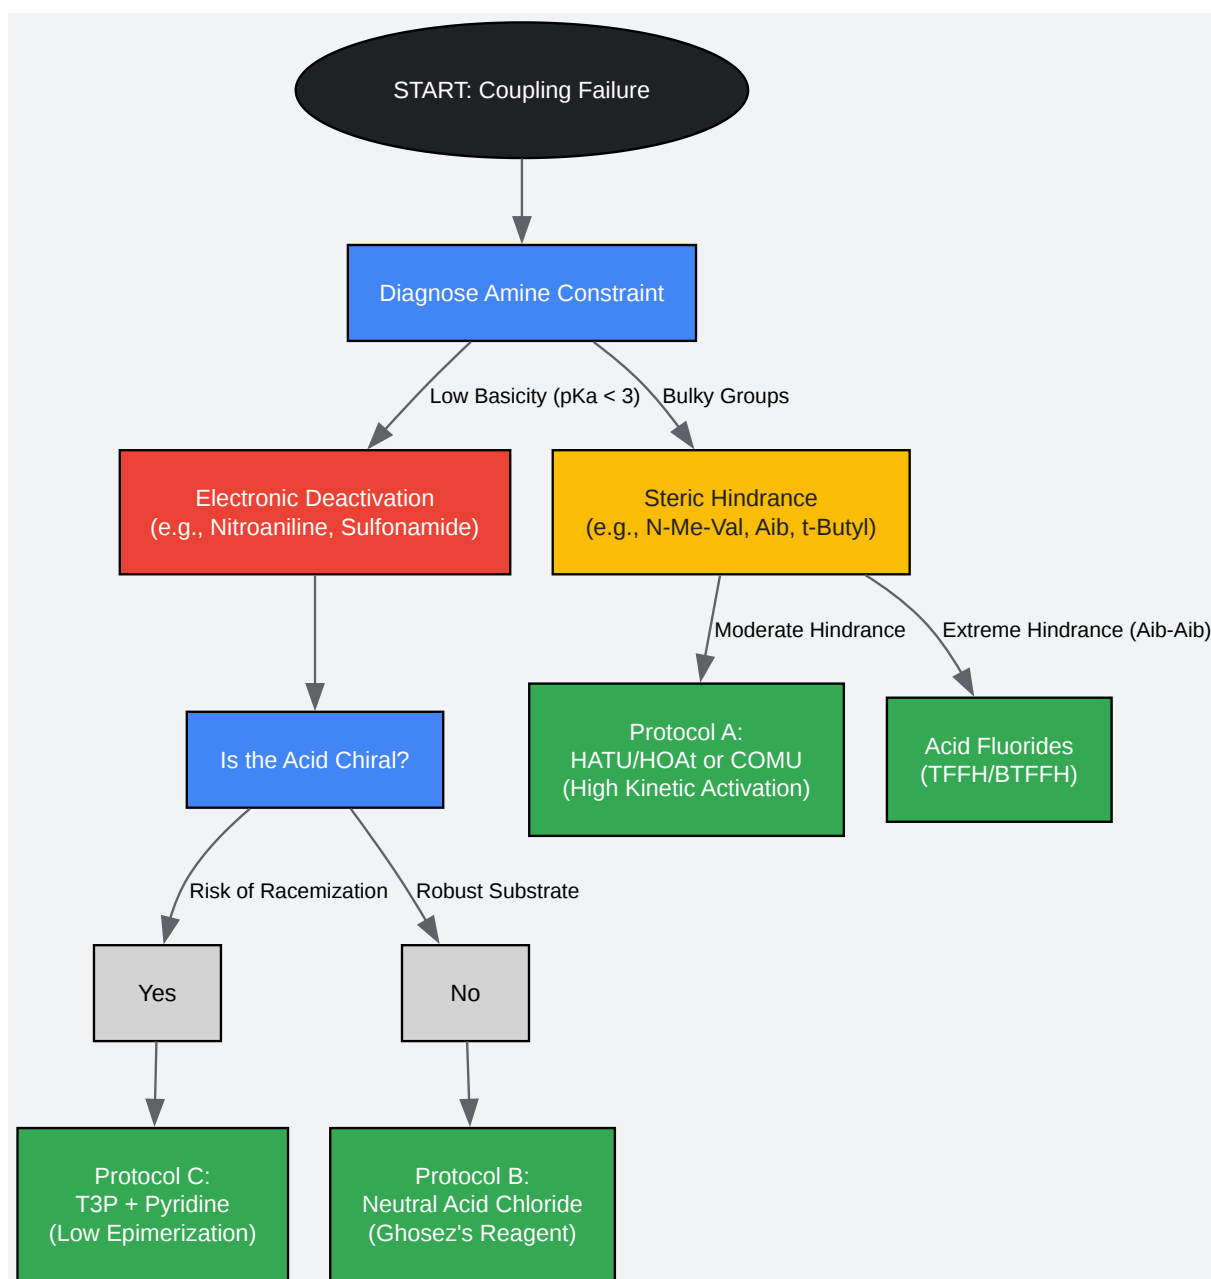 START: Coupling Failure
Diagnose Amine Constraint
Low Basicity (pKa < 3)
Bulky Groups
Electronic Deactivation
(e.g., Nitroaniline, Sulfonamide)
Steric Hindrance
(e.g., N-Me-Val, Aib, t-Butyl)
Moderate Hindrance
Extreme Hindrance (Aib-Aib)
Is the Acid Chiral?
Protocol A:
HATU/HOAt or COMU
(High Kinetic Activation)
Acid Fluorides
(TFFH/BTFFH)
Risk of Racemization
Robust Substrate
Yes
No
Protocol C:
T3P + Pyridine
(Low Epimerization)
Protocol B:
Neutral Acid Chloride
(Ghosez's Reagent)